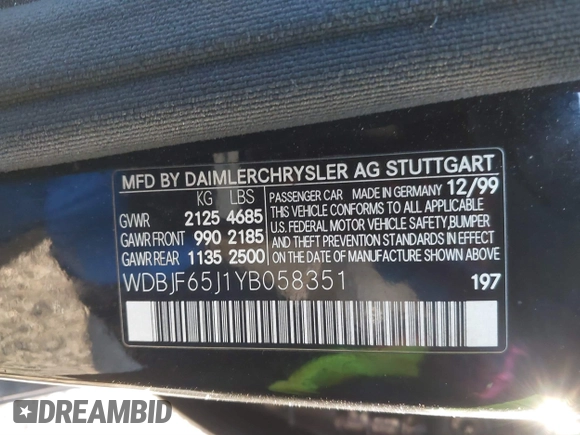 MFD BY DAIMLERCHRYSLER AG STUTTGART
KG LBS
GVWR 2125 4685
GAWR FRONT 990 2185
GAWR REAR 1135 2500
PASSENGER CAR MADE IN GERMANY 12/99
THIS VEHICLE CONFORMS TO ALL APPLICABLE
U.S. FEDERAL MOTOR VEHICLE SAFETY, BUMPER
AND THEFT PREVENTION STANDARDS IN EFFECT
ON THE DATE OF MANUFACTURE SHOWN ABOVE
WDBJF65J1YB058351
197
DREAMBID